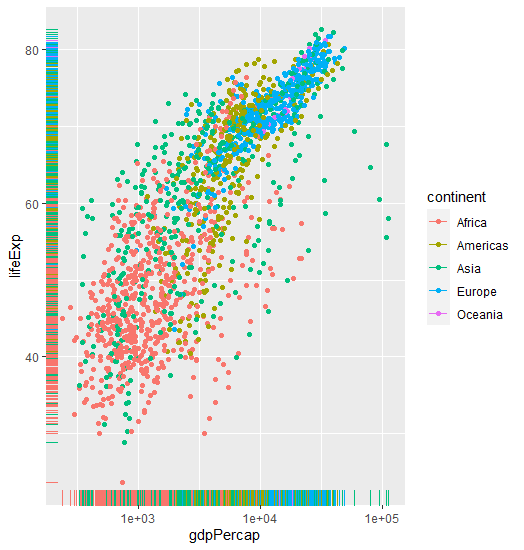 80
60
40
lifeExp
1e+03
1e+04
1e+05
gdpPercap
continent
Africa
Americas
Asia
Europe
Oceania